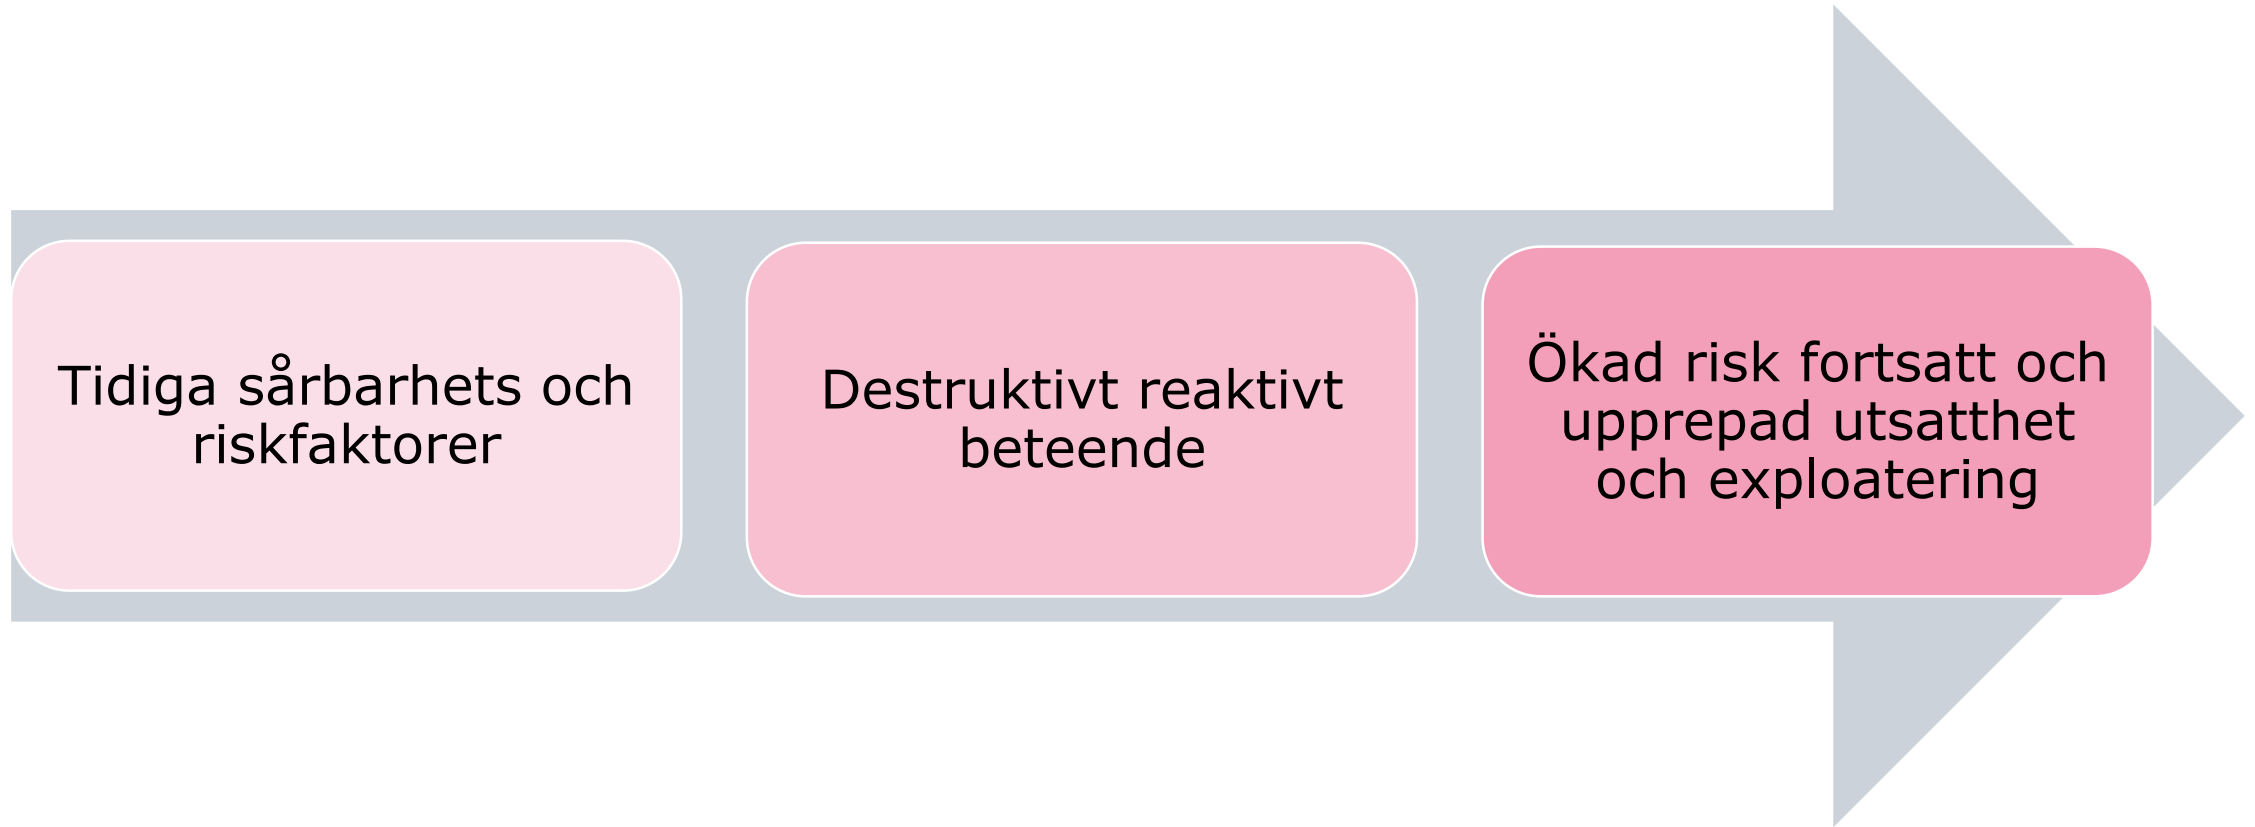 Tidiga sårbarhets och
riskfaktorer
Destruktivt reaktivt
beteende
Ökad risk fortsatt och
upprepad utsatthet
och exploatering